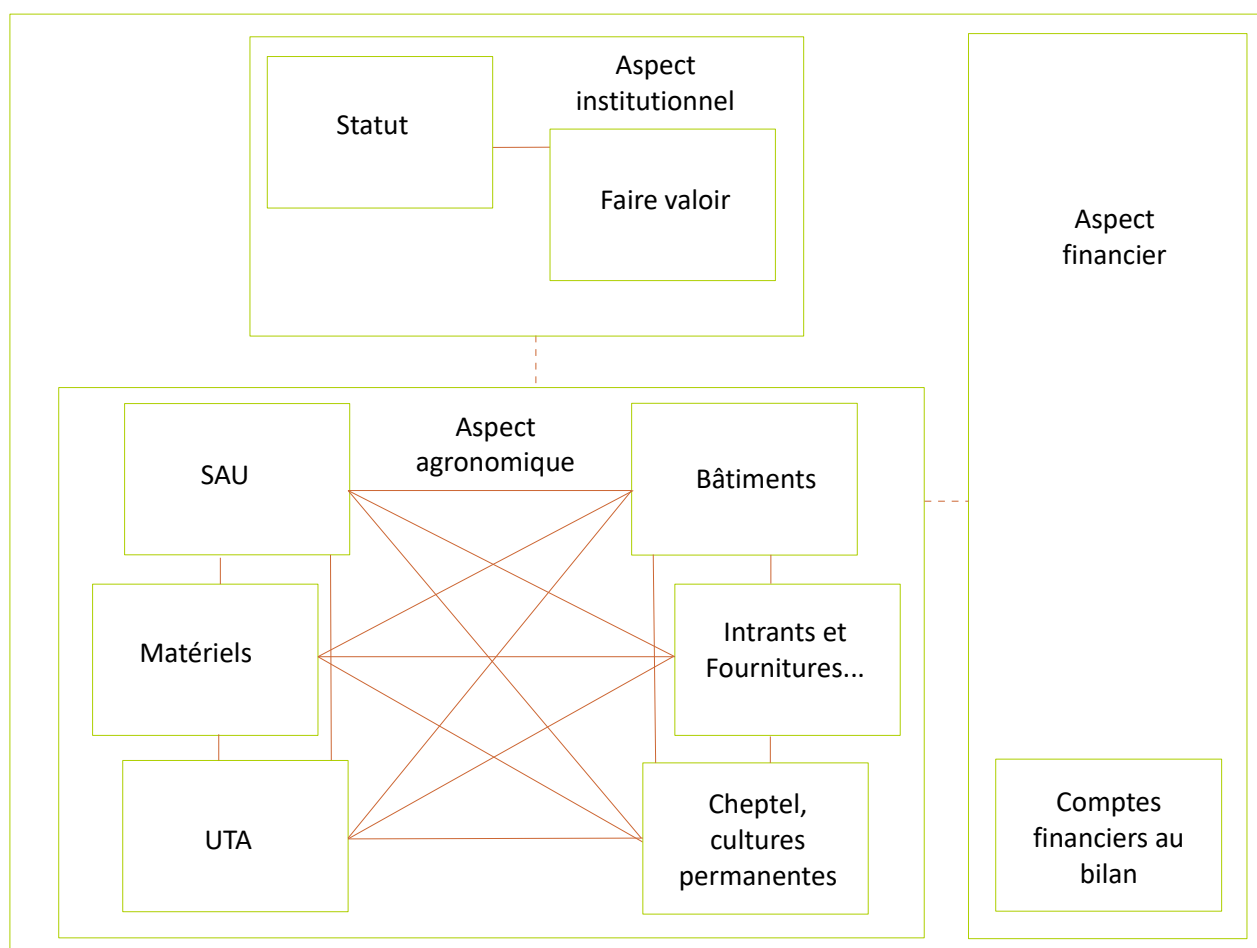 Aspect
institutionnel
Statut
Faire valoir
Aspect
financier
Aspect
agronomique
SAU
Bâtiments
Matériels
Intrants et
Fournitures...
UTA
Cheptel,
cultures
permanentes
Comptes
financiers au
bilan